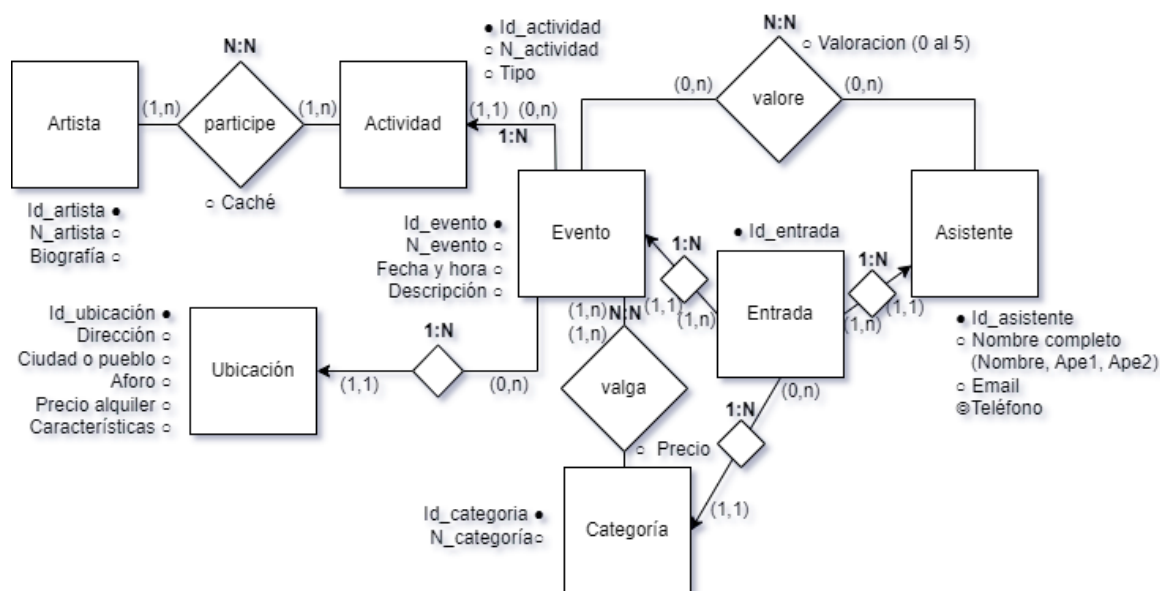 N:N
● Id_actividad
○ N_actividad
○ Tipo
N:N
○ Valoracion (0 al 5)
Artista
(1,n)
participe
(1,n)
Actividad
(1,1)
(0,n)
1:N
(0,n)
valore
(0,n)
○ Caché
Id_artista ●
N_artista ○
Biografía ○
Id_evento ●
N_evento ○
Fecha y hora ○
Descripción ○
Evento
1:N
● Id_entrada
1:N
Asistente
(1,n)
N:N
(1,1)
(1,n)
(1,n)
Entrada
(1,n)
(1,1)
Id_ubicación ●
Dirección ○
Ciudad o pueblo ○
Aforo ○
Precio alquiler ○
Características ○
Ubicación
(1,1)
1:N
(0,n)
valga
(0,n)
1:N
● Id_asistente
○ Nombre completo
(Nombre, Ape1, Ape2)
○ Email
◎Teléfono
○ Precio
Id_categoria ●
N_categoría○
Categoría
(1,1)